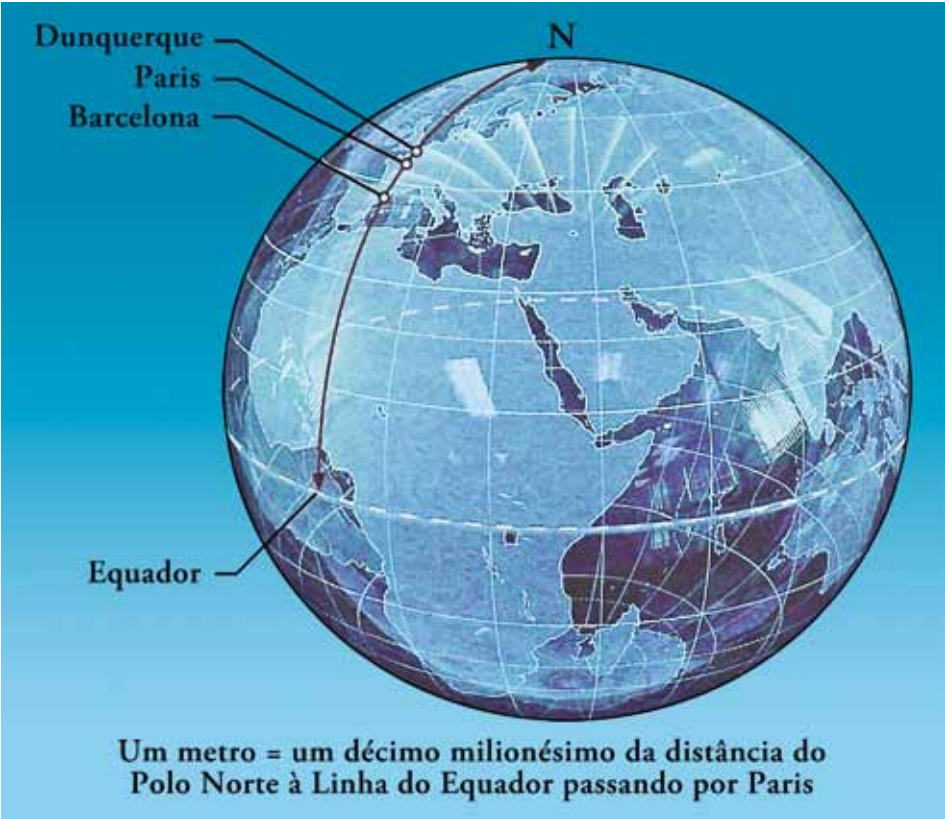 N
Dunquerque
Paris
Barcelona
Equador
Um metro = um décimo milionésimo da distância do
Polo Norte à Linha do Equador passando por Paris